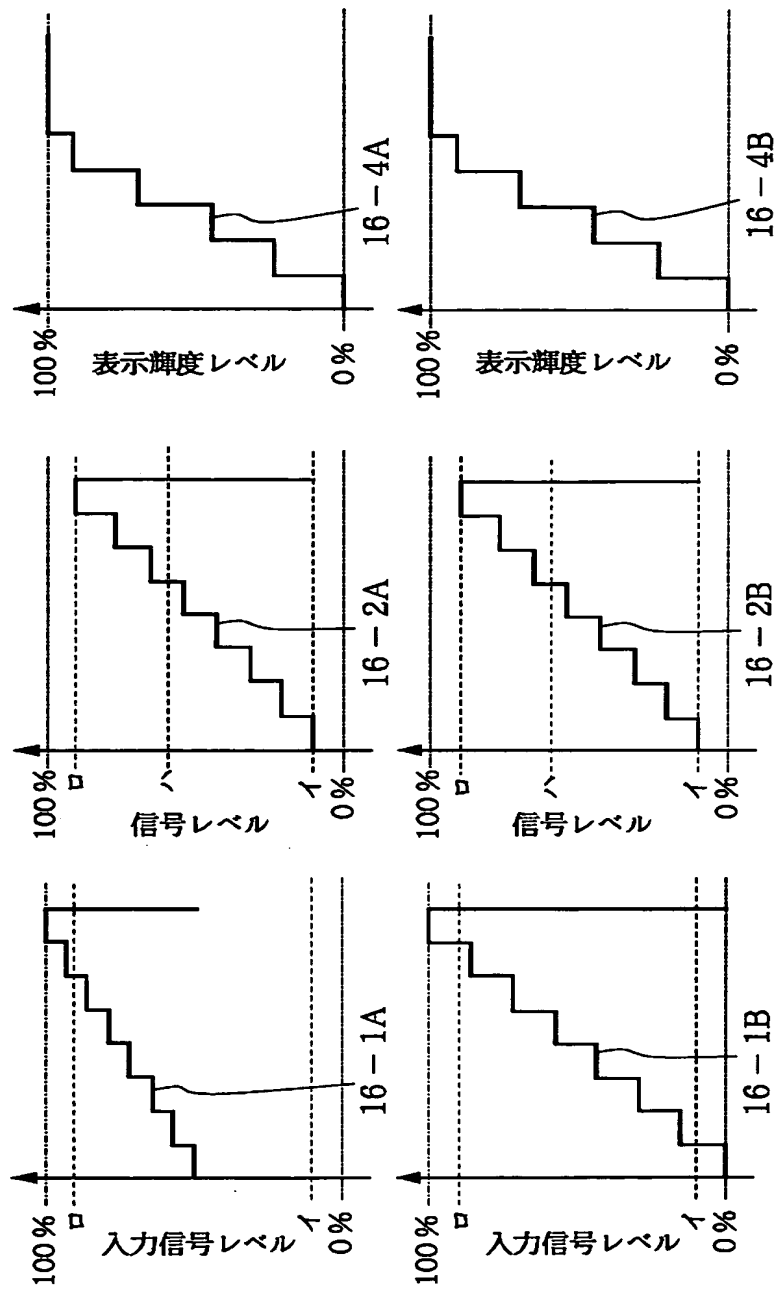 100%
表示輝度レベル
0%
16－4A
100%
表示輝度レベル
0%
16－4B
100%
ロ
ハ
信号レベル
イ
0%
16－2A
100%
ロ
ハ
信号レベル
イ
0%
16－2B
100%
ロ
入力信号レベル
イ
0%
16－1A
100%
ロ
入力信号レベル
イ
0%
16－1B